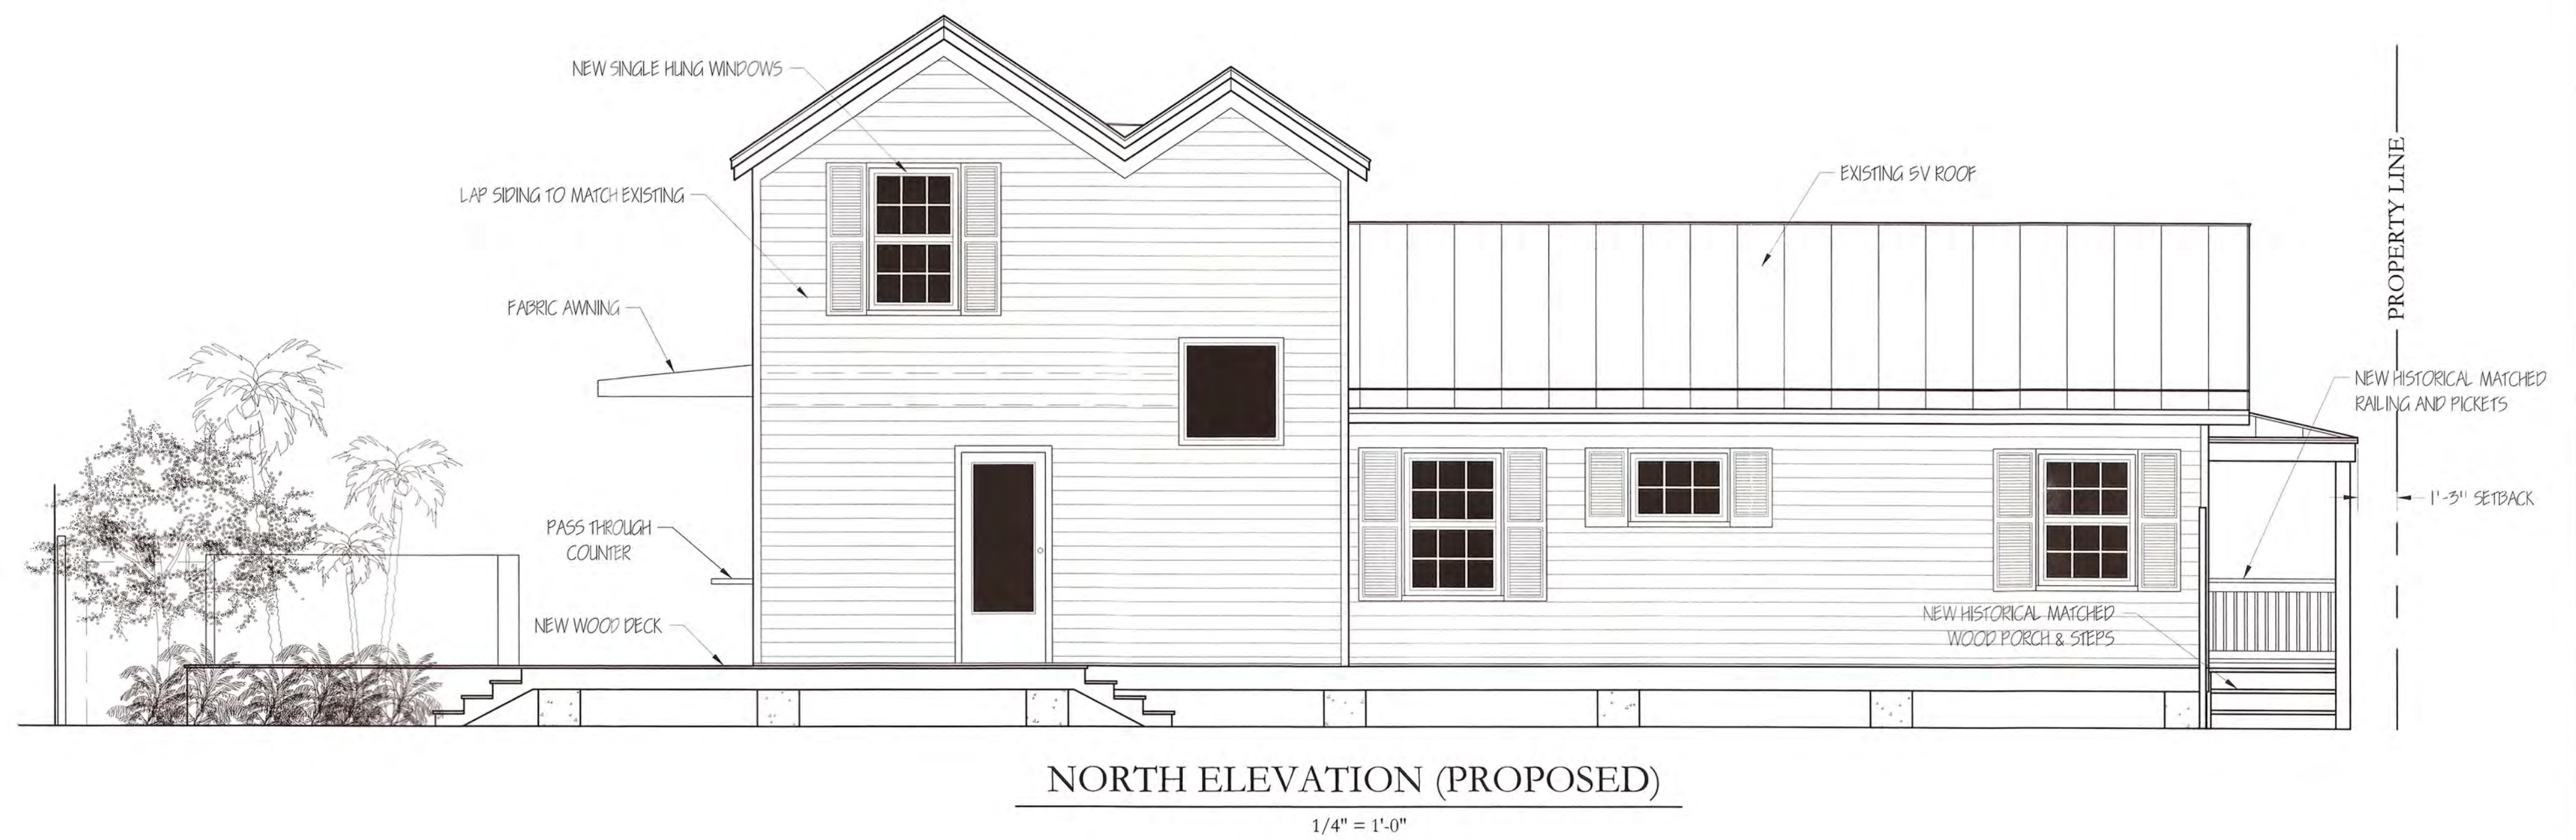 NEW SINGLE HUNG WINDOWS
LAP SIDING TO MATCH EXISTING
FABRIC AWNING
PASS THROUGH
COUNTER
NEW WOOD DECK
EXISTING 5V ROOF
PROPERTY LINE
NEW HISTORICAL MATCHED
RAILING AND PICKETS
1'-3" SETBACK
NEW HISTORICAL MATCHED
WOOD PORCH & STEPS
NORTH ELEVATION (PROPOSED)
1/4" = 1'-0"